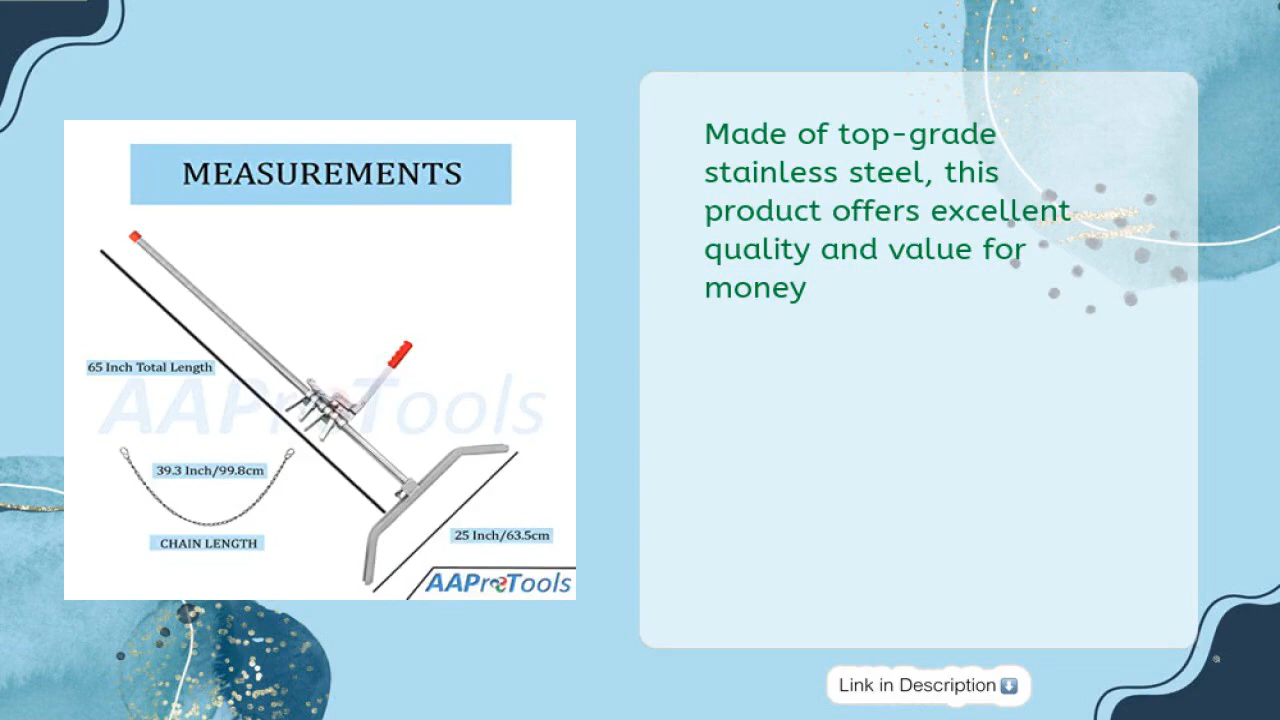 MEASUREMENTS
65 Inch Total Length
AAProTools
39.3 Inch/99.8cm
CHAIN LENGTH
25 Inch/63.5cm
AAProTools
Made of top-grade
stainless steel, this
product offers excellent
quality and value for
money
Link in Description